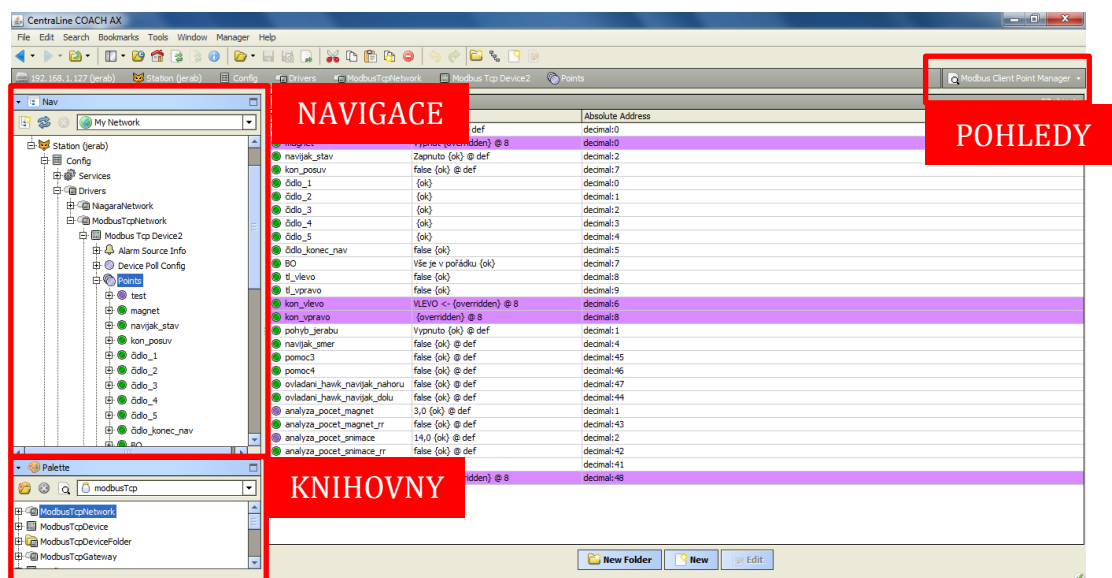 CentraLine COACH AX
File Edit Search Bookmarks Tools Window Manager Help
192.168.1.127 (jerab) Station (jerab) Config Drivers ModbusTcpNetwork Modbus Tcp Device2 Points Modbus Client Point Manager
Nav
My Network
Station (jerab)
Config
Services
Drivers
NiagaraNetwork
ModbusTcpNetwork
Modbus Tcp Device2
Alarm Source Info
Device Poll Config
Points
test
magnet
navijak_stav
kon_posuv
čidlo_1
čidlo_2
čidlo_3
čidlo_4
čidlo_5
čidlo_konec_nav
BO
Palette
modbusTcp
ModbusTcpNetwork
ModbusTcpDevice
ModbusTcpDeviceFolder
ModbusTcpGateway
NAVIGACE
POHLEDY
KNIHOVNY
Absolute Address
def decimal:0
magnet @ 8 decimal:0
navijak_stav Zapnuto {ok} @ def decimal:2
kon_posuv false {ok} @ def decimal:7
čidlo_1 {ok} decimal:0
čidlo_2 {ok} decimal:1
čidlo_3 {ok} decimal:2
čidlo_4 {ok} decimal:3
čidlo_5 {ok} decimal:4
čidlo_konec_nav false {ok} decimal:5
BO Vše je v pořádku {ok} decimal:7
tl_vlevo false {ok} decimal:8
tl_vpravo false {ok} decimal:9
kon_vlevo VLEVO <- {overridden} @ 8 decimal:6
kon_vpravo {overridden} @ 8 decimal:8
pohyb_jerabu Vypnuto {ok} @ def decimal:1
navijak_smer false {ok} @ def decimal:4
pomoc3 false {ok} @ def decimal:45
pomoc4 false {ok} @ def decimal:46
ovladani_hawk_navijak_nahoru false {ok} @ def decimal:47
ovladani_hawk_navijak_dolu false {ok} @ def decimal:44
analyza_pocet_magnet 3,0 {ok} @ def decimal:1
analyza_pocet_magnet_rr false {ok} @ def decimal:43
analyza_pocet_snimace 14,0 {ok} @ def decimal:2
analyza_pocet_snimace_rr false {ok} @ def decimal:42
decimal:41
ridden} @ 8 decimal:48
New Folder New Edit